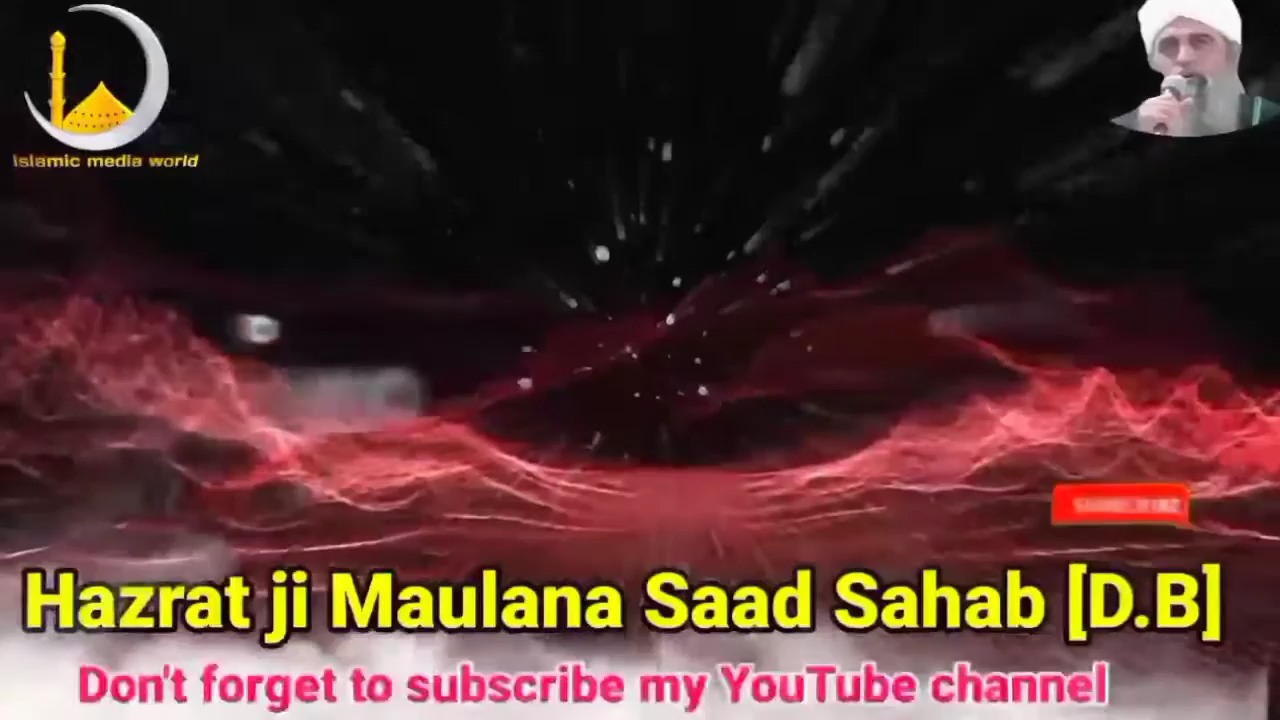 islamic media world
Hazrat ji Maulana Saad Sahab [D.B]
Don't forget to subscribe my YouTube channel